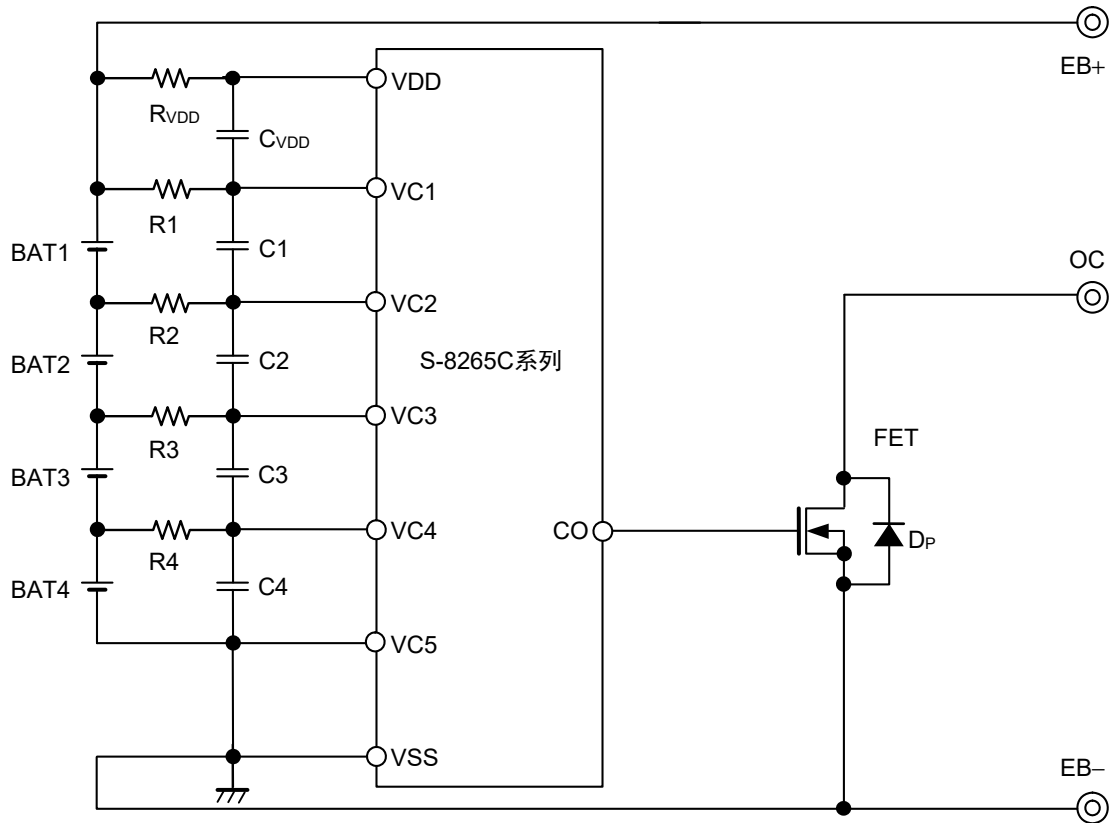 EB+
VDD
RVDD
CVDD
VC1
R1
BAT1
C1
OC
VC2
R2
BAT2
C2
S-8265C系列
VC3
R3
FET
BAT3
C3
CO
VC4
DP
R4
BAT4
C4
VC5
VSS
EB−